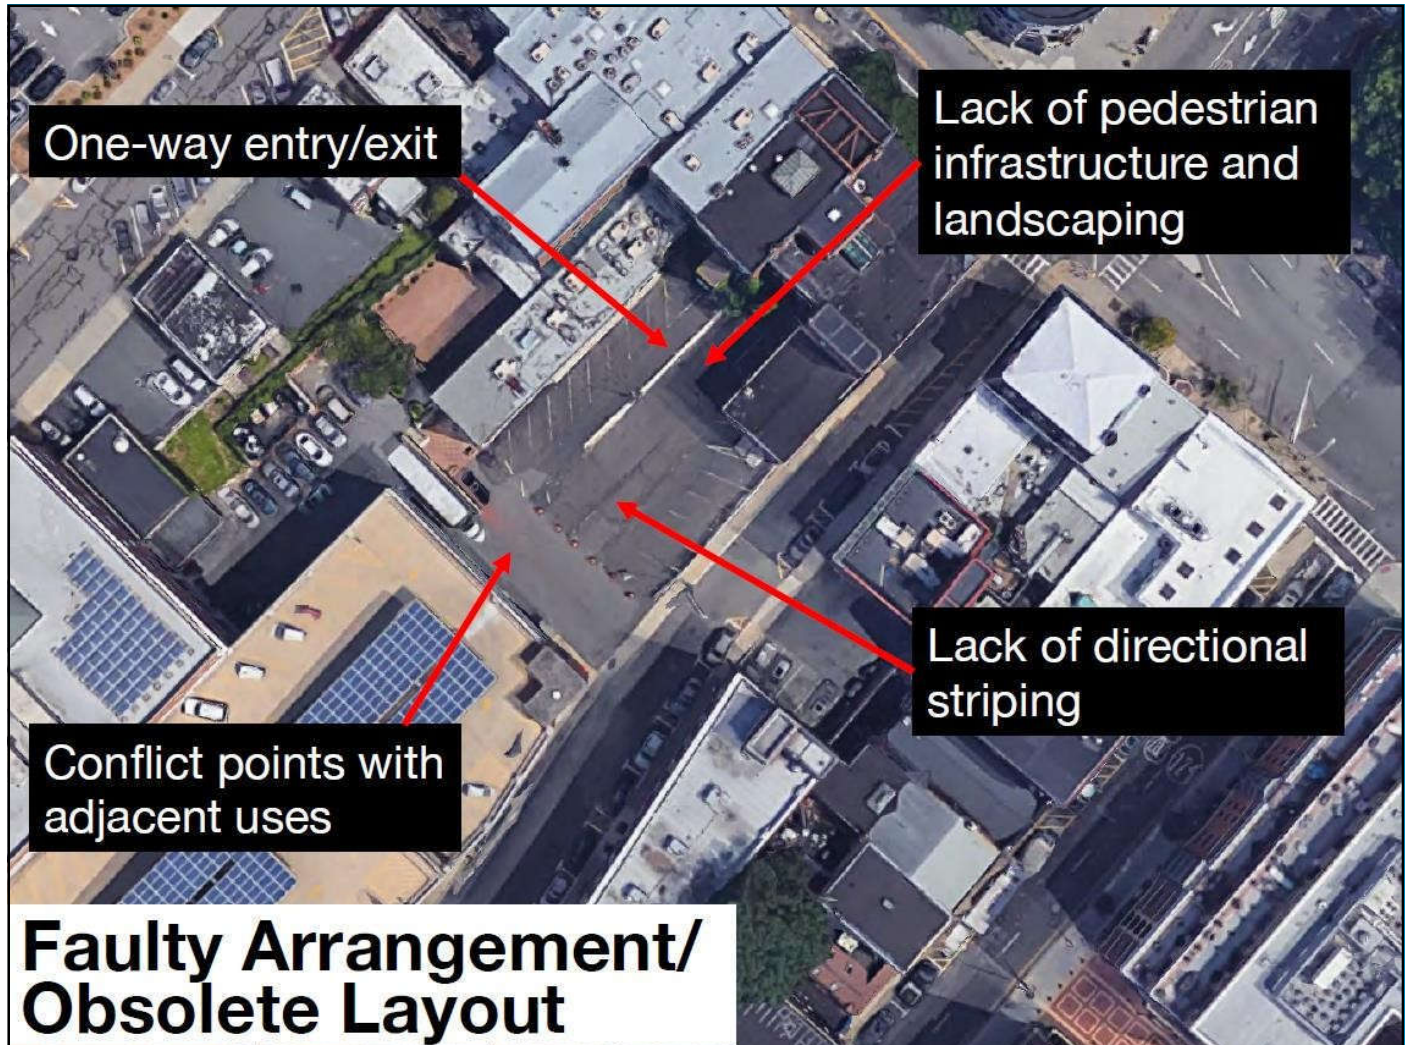 One-way entry/exit
Lack of pedestrian
infrastructure and
landscaping
Lack of directional
striping
Conflict points with
adjacent uses
Faulty Arrangement/
Obsolete Layout